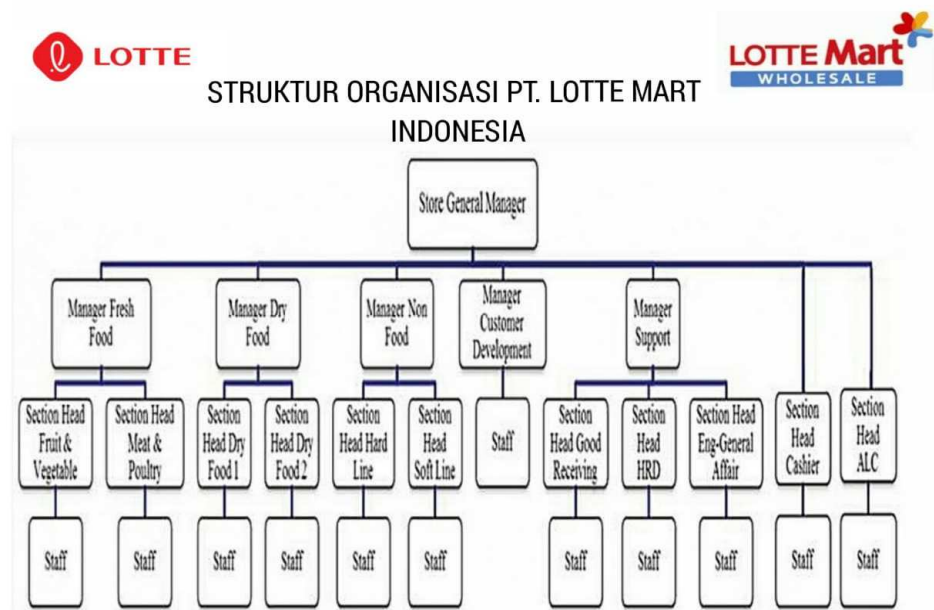 LOTTE
LOTTE Mart
WHOLESALE
STRUKTUR ORGANISASI PT. LOTTE MART
INDONESIA
Store General Manager
Manager Fresh
Food
Manager Dry
Food
Manager Non
Food
Manager
Customer
Development
Manager
Support
Section Head
Fruit &
Vegetable
Section Head
Meat &
Poultry
Section
Head Dry
Food 1
Section
Head Dry
Food 2
Section
Head Hard
Line
Section
Head
Soft Line
Staff
Section
Head Good
Receiving
Section
Head
HRD
Section Head
Eng-General
Affair
Section
Head
Cashier
Section
Head
ALC
Staff
Staff
Staff
Staff
Staff
Staff
Staff
Staff
Staff
Staff
Staff